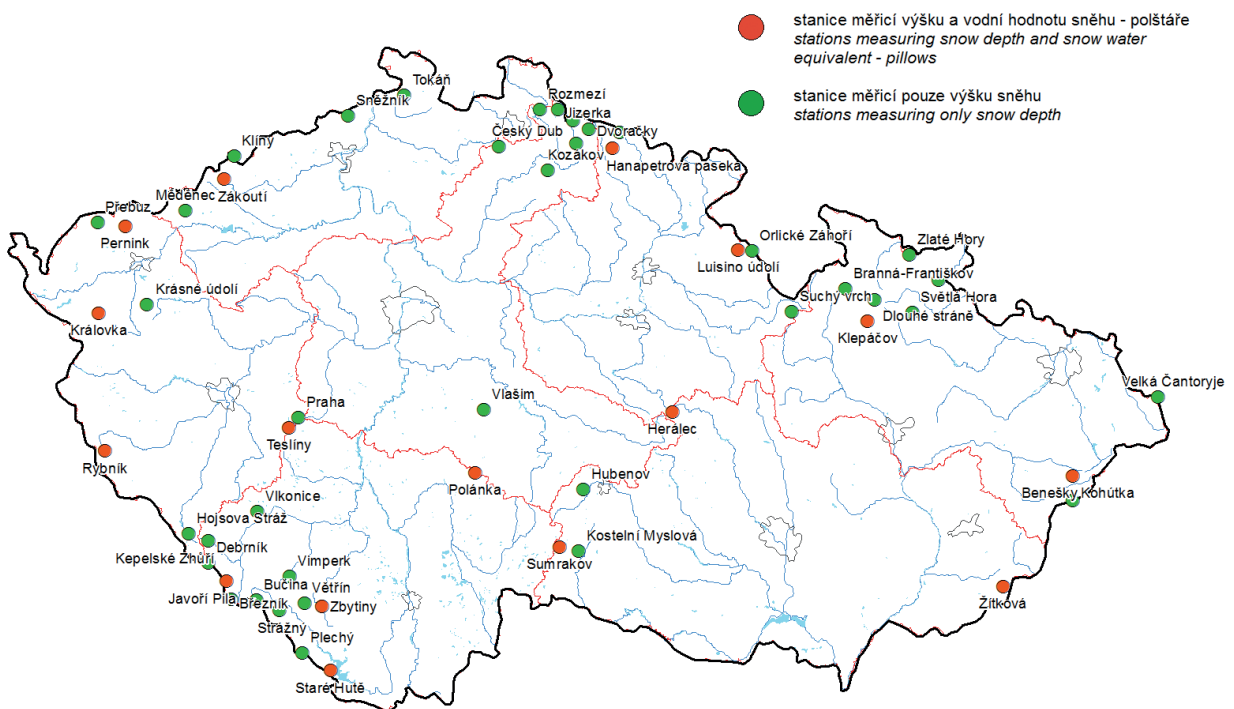 stanice měřicí výšku a vodní hodnotu sněhu - polštáře
stations measuring snow depth and snow water
equivalent - pillows
stanice měřicí pouze výšku sněhu
stations measuring only snow depth
Tokáň
Sněžník
Rozmezí
Jizerka
Český Dub
Dvoračky
Klíny
Kozákov
Hanapetrova paseka
Měděnec
Zákoutí
Přebuz
Pernink
Orlické Záhoří
Zlaté Hory
Luisino údolí
Branná-Františkov
Krásné údolí
Suchý vrch
Světlá Hora
Královka
Dlouhé stráně
Klepáčov
Velká Čantoryje
Praha
Vlašim
Teslíny
Herálec
Rybník
Hubenov
Polánka
Benešky
Kohútka
Vlkonice
Hojsova Stráž
Kostelní Myslová
Debrník
Kepelské Zhůří
Vimperk
Sumrakov
Bučina
Větřín
Javoří Pila
Březník
Zbytiny
Žítková
Strážný
Plechý
Staré Hutě